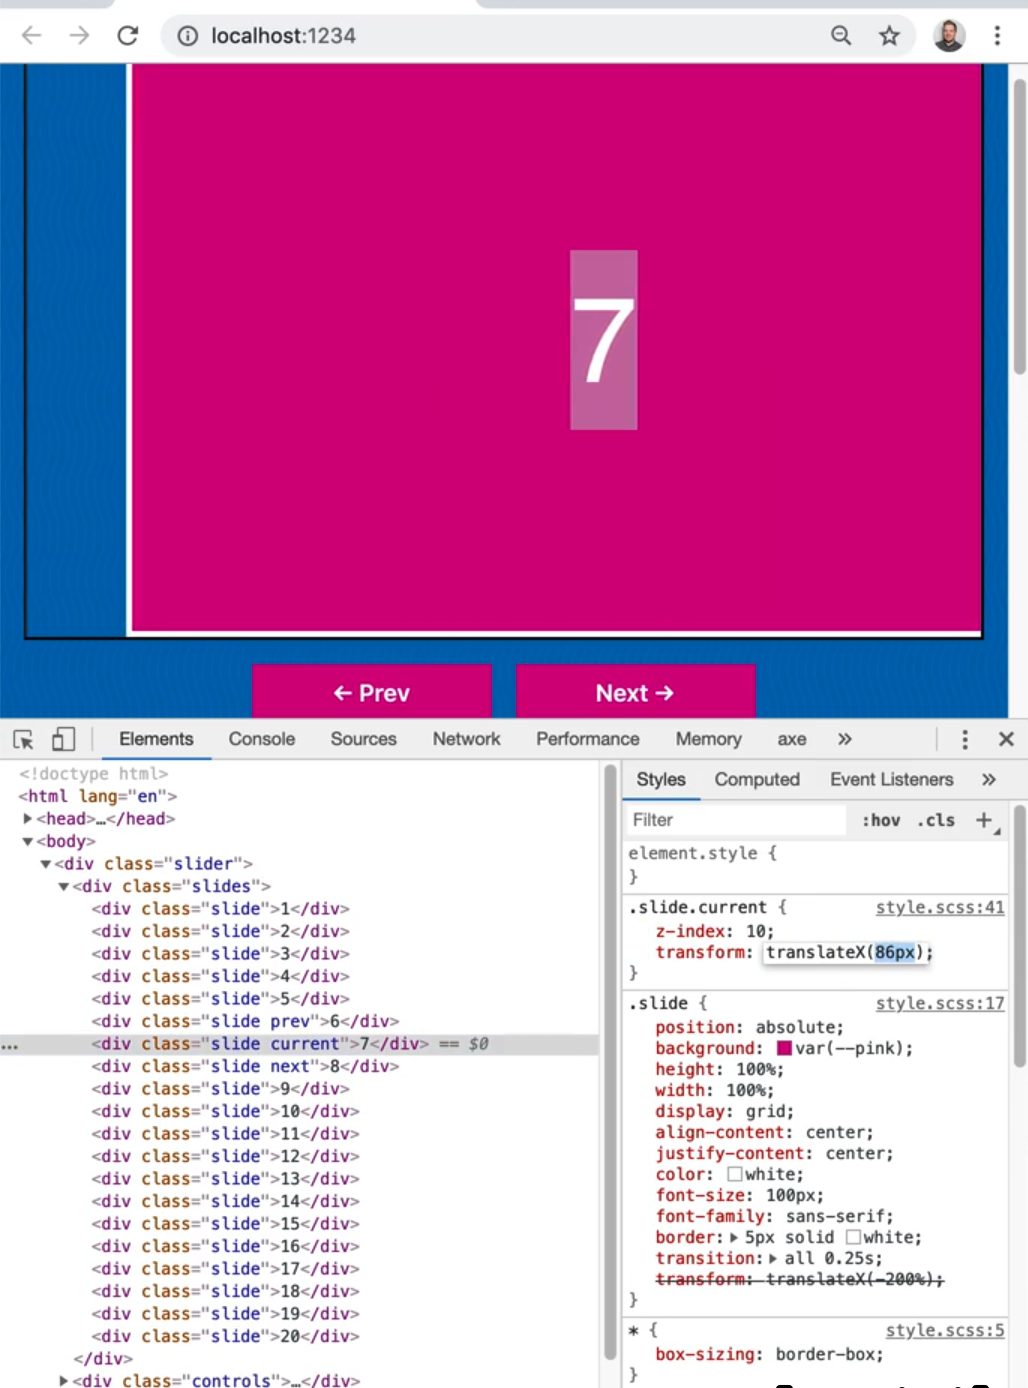 localhost:1234
7
← Prev
Next →
Elements Console Sources Network Performance Memory axe »
<!doctype html>
<html lang="en">
▶<head>…</head>
▼<body>
▼<div class="slider">
▼<div class="slides">
<div class="slide">1</div>
<div class="slide">2</div>
<div class="slide">3</div>
<div class="slide">4</div>
<div class="slide">5</div>
<div class="slide prev">6</div>
… <div class="slide current">7</div> == $0
<div class="slide next">8</div>
<div class="slide">9</div>
<div class="slide">10</div>
<div class="slide">11</div>
<div class="slide">12</div>
<div class="slide">13</div>
<div class="slide">14</div>
<div class="slide">15</div>
<div class="slide">16</div>
<div class="slide">17</div>
<div class="slide">18</div>
<div class="slide">19</div>
<div class="slide">20</div>
</div>
▶<div class="controls">…</div>
Styles Computed Event Listeners »
Filter :hov .cls +
element.style {
}
.slide.current { style.scss:41
z-index: 10;
transform: translateX(86px);
}
.slide { style.scss:17
position: absolute;
background: var(--pink);
height: 100%;
width: 100%;
display: grid;
align-content: center;
justify-content: center;
color: white;
font-size: 100px;
font-family: sans-serif;
border: ▶ 5px solid white;
transition: ▶ all 0.25s;
transform: translateX(-200%);
}
* { style.scss:5
box-sizing: border-box;
}